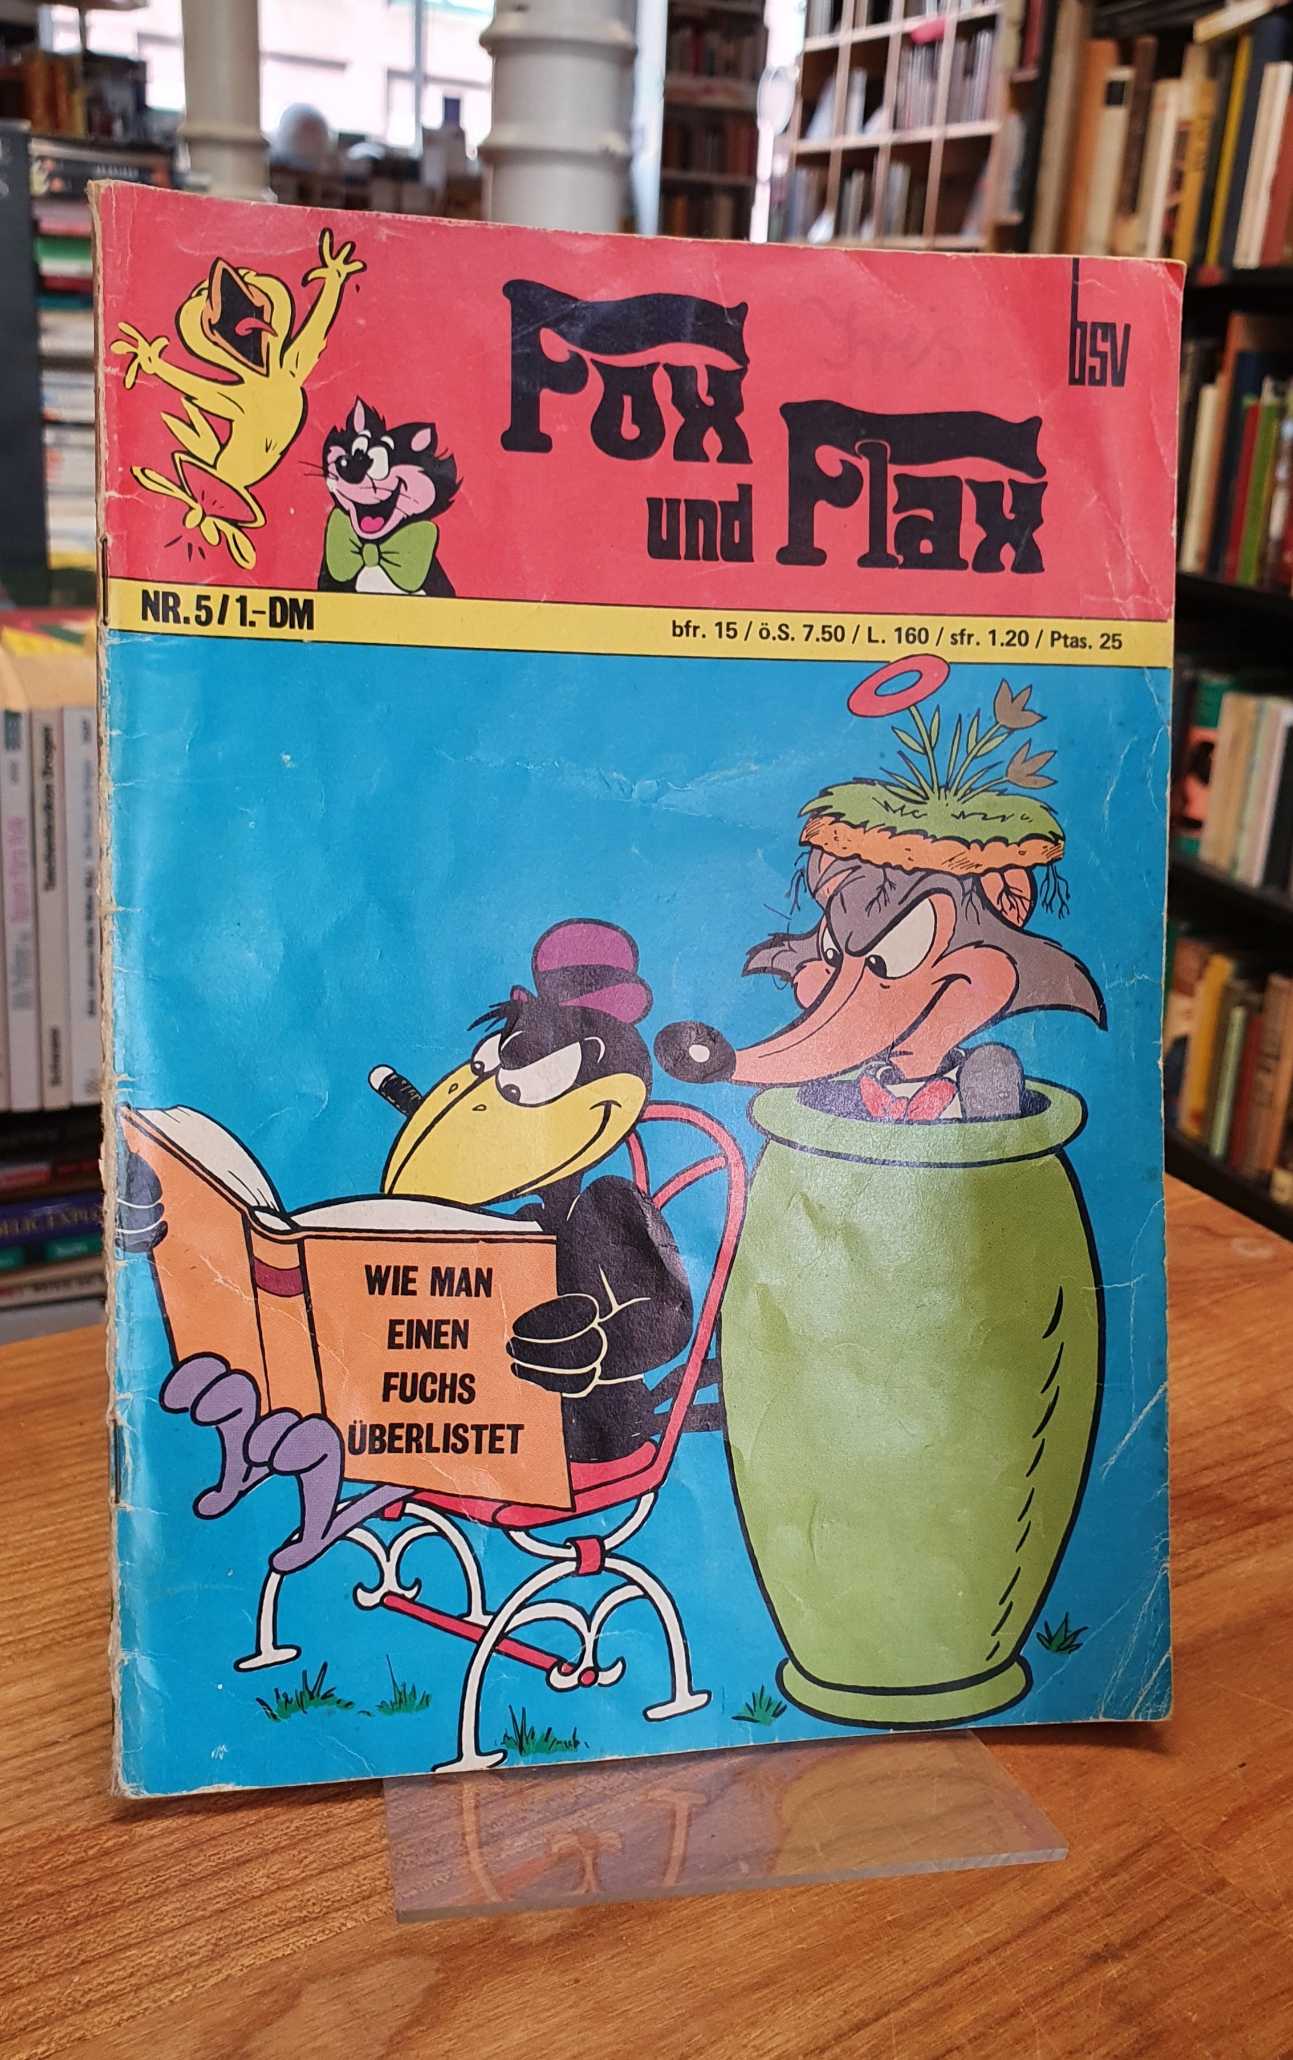 Fox
und Flax
bsv
NR. 5 / 1.-DM
bfr. 15 / ö.S. 7.50 / L. 160 / sfr. 1.20 / Ptas. 25
WIE MAN
EINEN
FUCHS
ÜBERLISTET